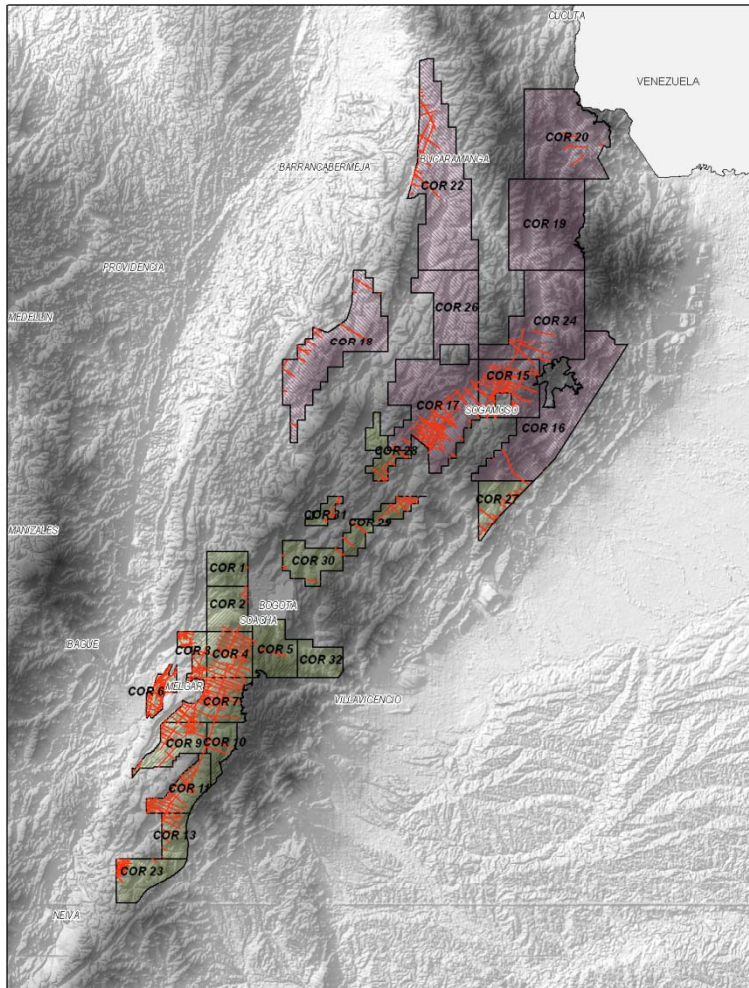 CUCUTA
VENEZUELA
COR 20
BARRANCABERMEJA
BUCARAMANGA
COR 22
COR 19
PROVIDENCIA
MEDELLIN
COR 26
COR 24
COR 18
COR 15
COR 17
SOGAMOSO
COR 16
COR 28
COR 27
COR 31
COR 29
MANIZALES
COR 30
COR 1
COR 2
BOGOTA
SOACHA
IBAGUE
COR 3
COR 4
COR 5
COR 32
COR 6
MELGAR
COR 7
VILLAVICENCIO
COR 9
COR 10
COR 11
COR 13
COR 23
NEIVA